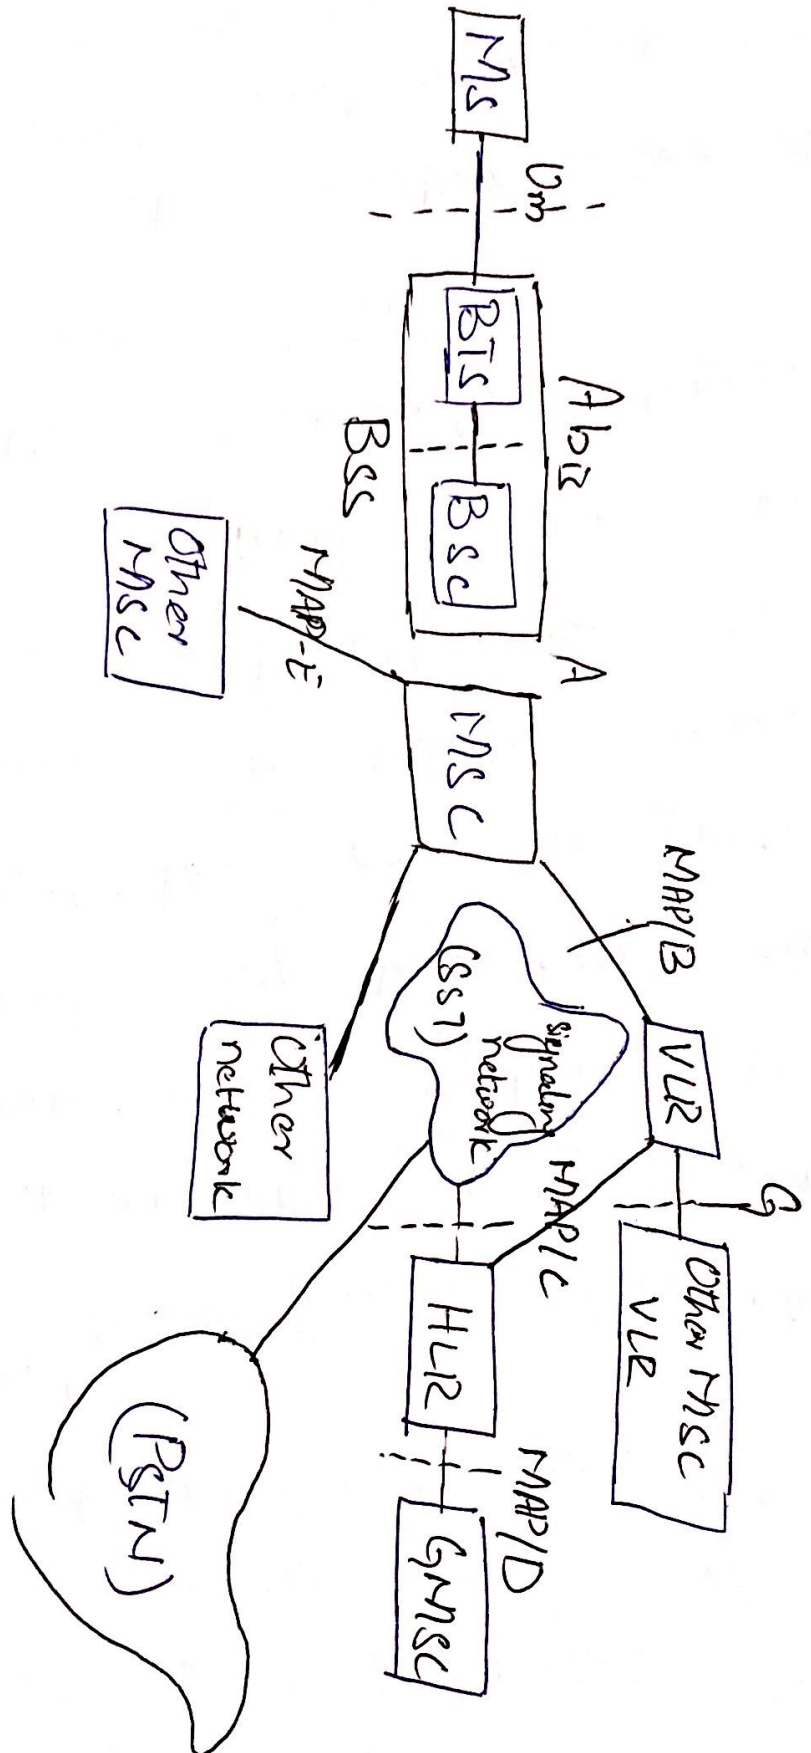 MS
Um
Abis
BTS
BSC
BSS
A
MSC
MAP-E
Other
MSC
MAP/B
VLR
G
Other MSC
VLR
signaling
network
(SS7)
MAP/C
HLR
MAP/D
GMSC
Other
network
(PSTN)